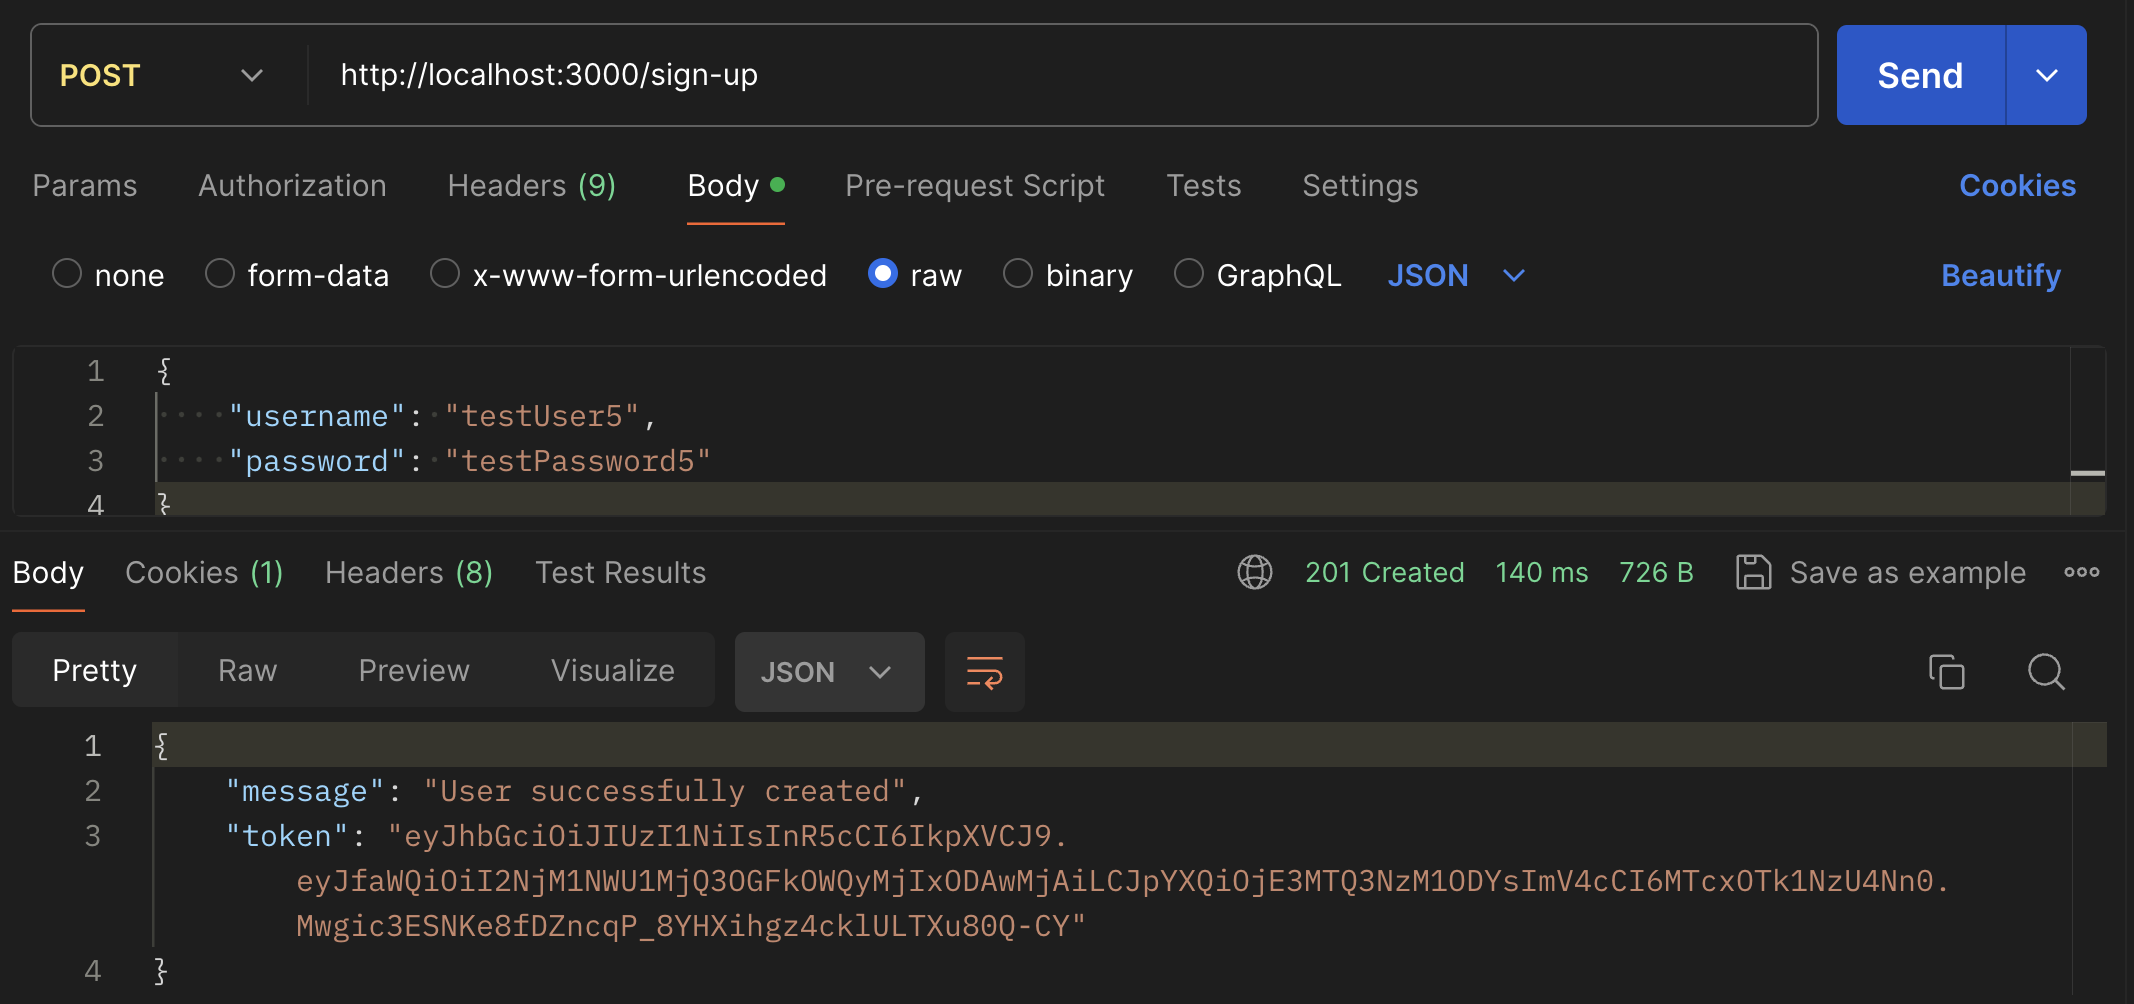 POST http://localhost:3000/sign-up Send
Params Authorization Headers (9) Body Pre-request Script Tests Settings Cookies
none form-data x-www-form-urlencoded raw binary GraphQL JSON Beautify
1 {
2 "username": "testUser5",
3 "password": "testPassword5"
4 }
Body Cookies (1) Headers (8) Test Results 201 Created 140 ms 726 B Save as example
Pretty Raw Preview Visualize JSON
1 {
2 "message": "User successfully created",
3 "token": "eyJhbGciOiJIUzI1NiIsInR5cCI6IkpXVCJ9.
eyJfaWQiOiI2NjM1NWU1MjQ3OGFkOWQyMjIxODAwMjAiLCJpYXQiOjE3MTQ3NzM1ODYsImV4cCI6MTcxOTk1NzU4Nn0.
Mwgic3ESNKe8fDZncqP_8YHXihgz4cklULTXu80Q-CY"
4 }